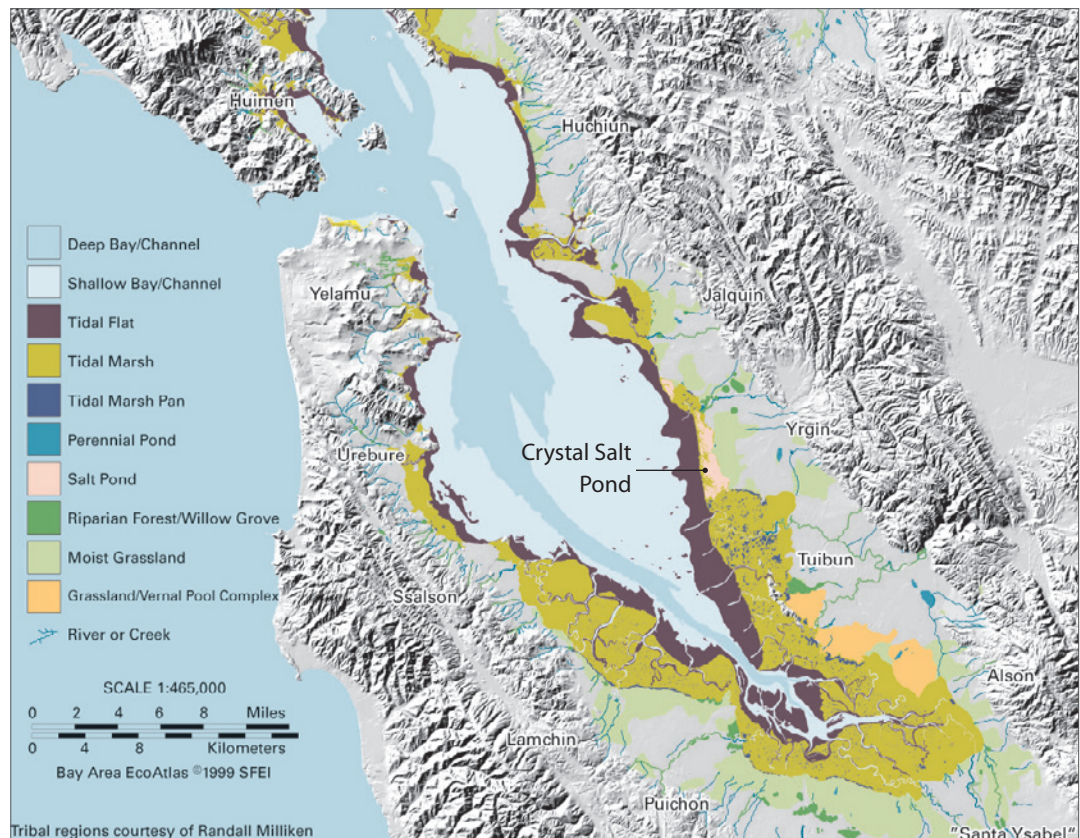 Huimen
Huchiun
Deep Bay/Channel
Shallow Bay/Channel
Tidal Flat
Tidal Marsh
Tidal Marsh Pan
Perennial Pond
Salt Pond
Riparian Forest/Willow Grove
Moist Grassland
Grassland/Vernal Pool Complex
River or Creek
Yelamu
Jalquin
Yrgin
Crystal Salt
Pond
Urebure
Tuibun
Ssalson
Alson
SCALE 1:465,000
0 2 4 6 8 Miles
0 4 8 Kilometers
Bay Area EcoAtlas ©1999 SFEI
Lamchin
Puichon
Tribal regions courtesy of Randall Milliken
"Santa Ysabel"